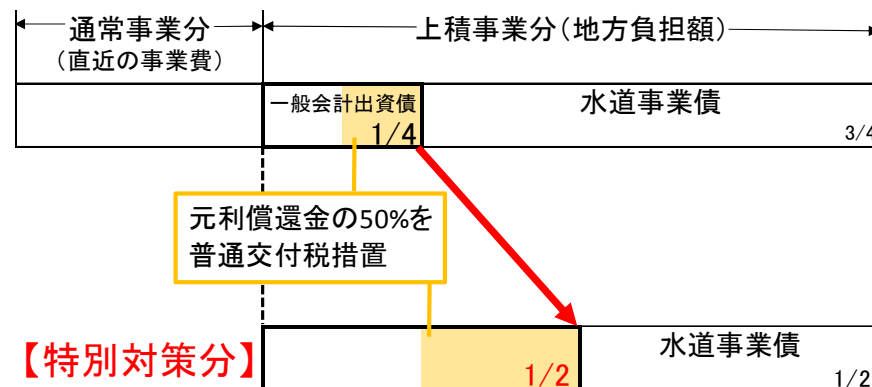 通常事業分
(直近の事業費)
上積事業分(地方負担額)
一般会計出資債
1/4
水道事業債
3/4
元利償還金の50%を
普通交付税措置
【特別対策分】
1/2
水道事業債
1/2